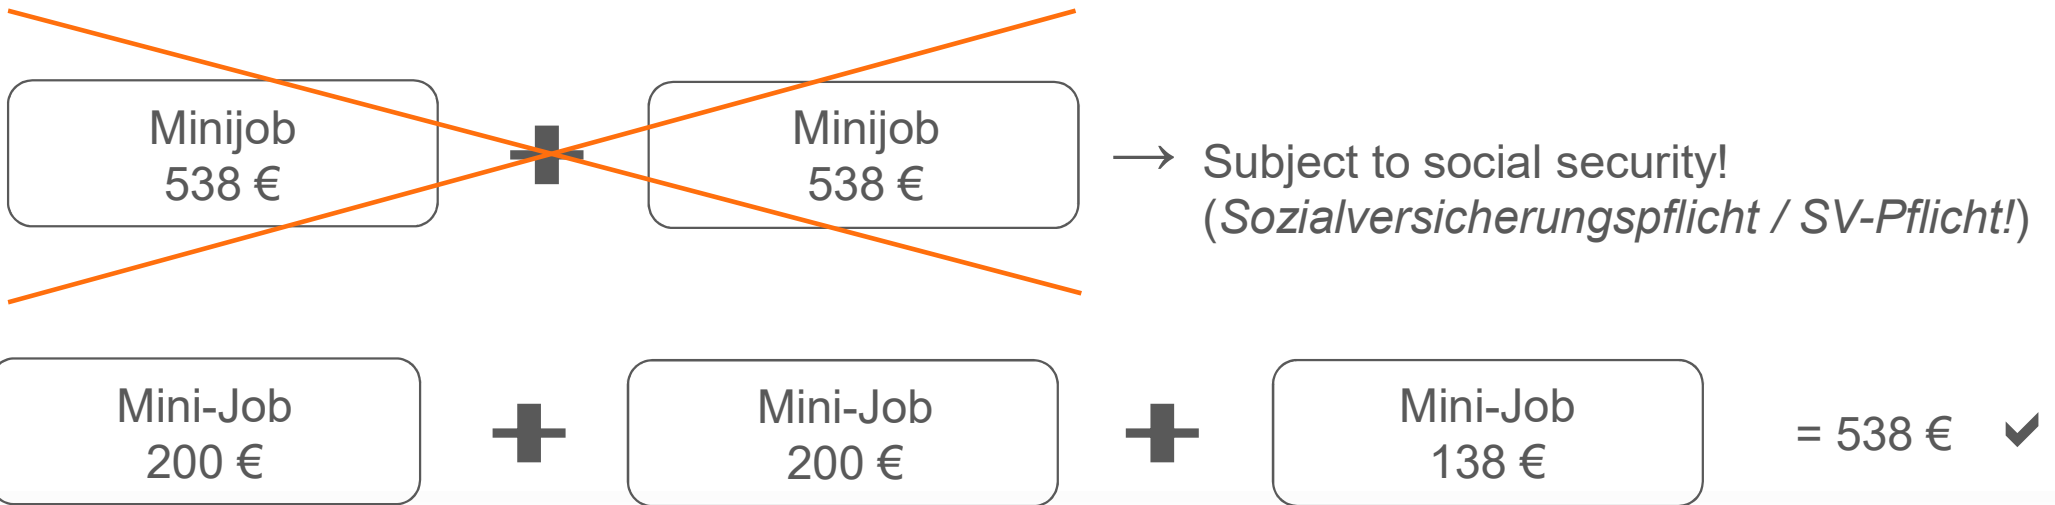 Minijob
538 €
Minijob
538 €
→ Subject to social security!
(Sozialversicherungspflicht / SV-Pflicht!)
Mini-Job
200 €
Mini-Job
200 €
Mini-Job
138 €
= 538 €